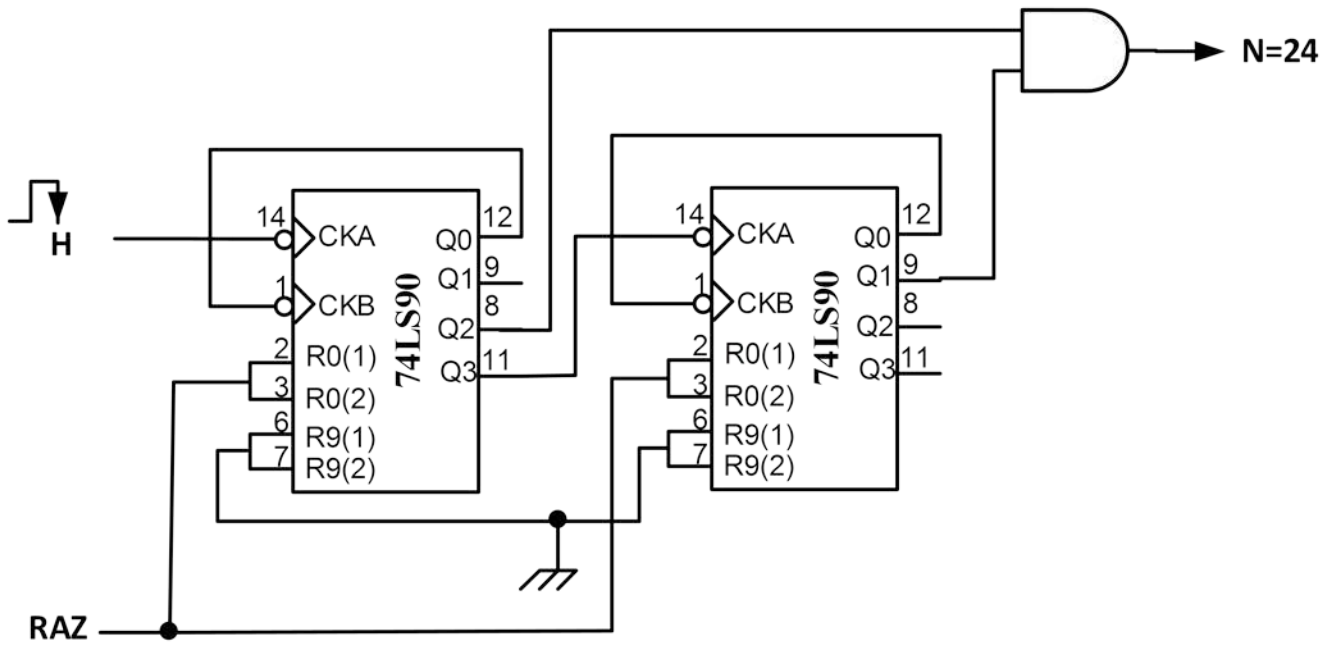 N=24
H
14
CKA
1
CKB
2
R0(1)
3
R0(2)
6
R9(1)
7
R9(2)
74LS90
12
Q0
9
Q1
8
Q2
11
Q3
14
CKA
1
CKB
2
R0(1)
3
R0(2)
6
R9(1)
7
R9(2)
74LS90
12
Q0
9
Q1
8
Q2
11
Q3
RAZ